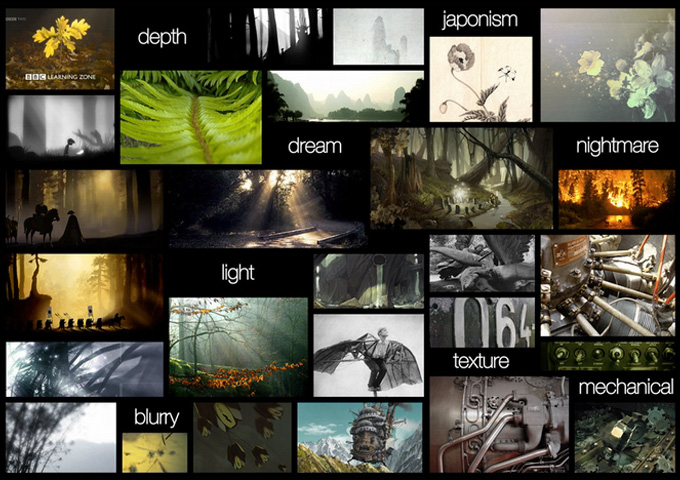 japonism
depth
BBC LEARNING ZONE
dream
nightmare
light
064
texture
mechanical
blurry